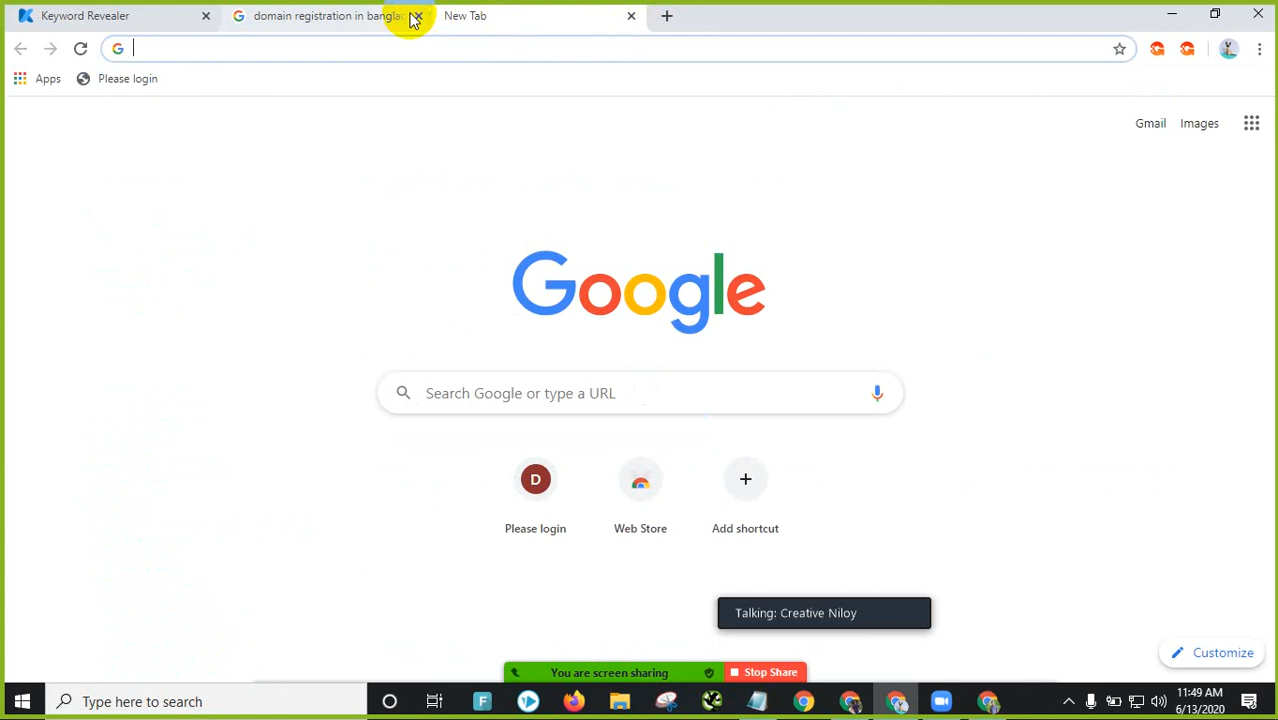 Keyword Revealer
domain registration in banglac
New Tab
Apps
Please login
Gmail
Images
Google
Search Google or type a URL
D
Please login
Web Store
Add shortcut
Talking: Creative Niloy
Customize
You are screen sharing
Stop Share
Type here to search
F
11:49 AM
6/13/2020